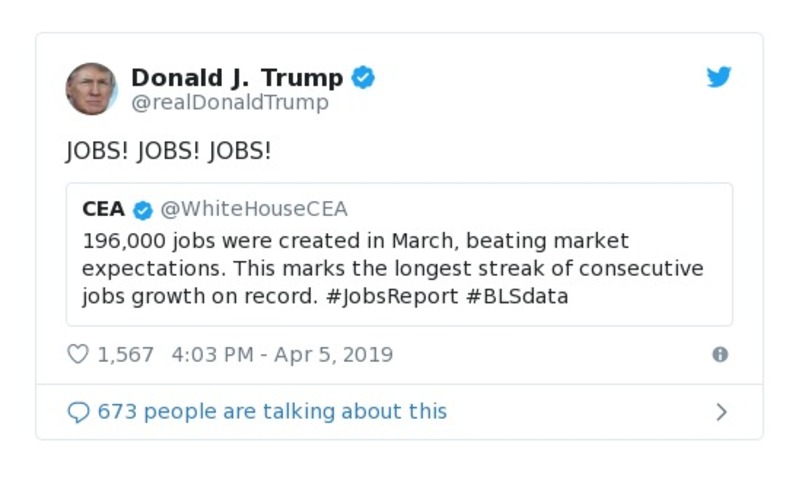 Donald J. Trump
@realDonaldTrump
JOBS! JOBS! JOBS!
CEA @WhiteHouseCEA
196,000 jobs were created in March, beating market
expectations. This marks the longest streak of consecutive
jobs growth on record. #JobsReport #BLSdata
1,567 4:03 PM - Apr 5, 2019
673 people are talking about this